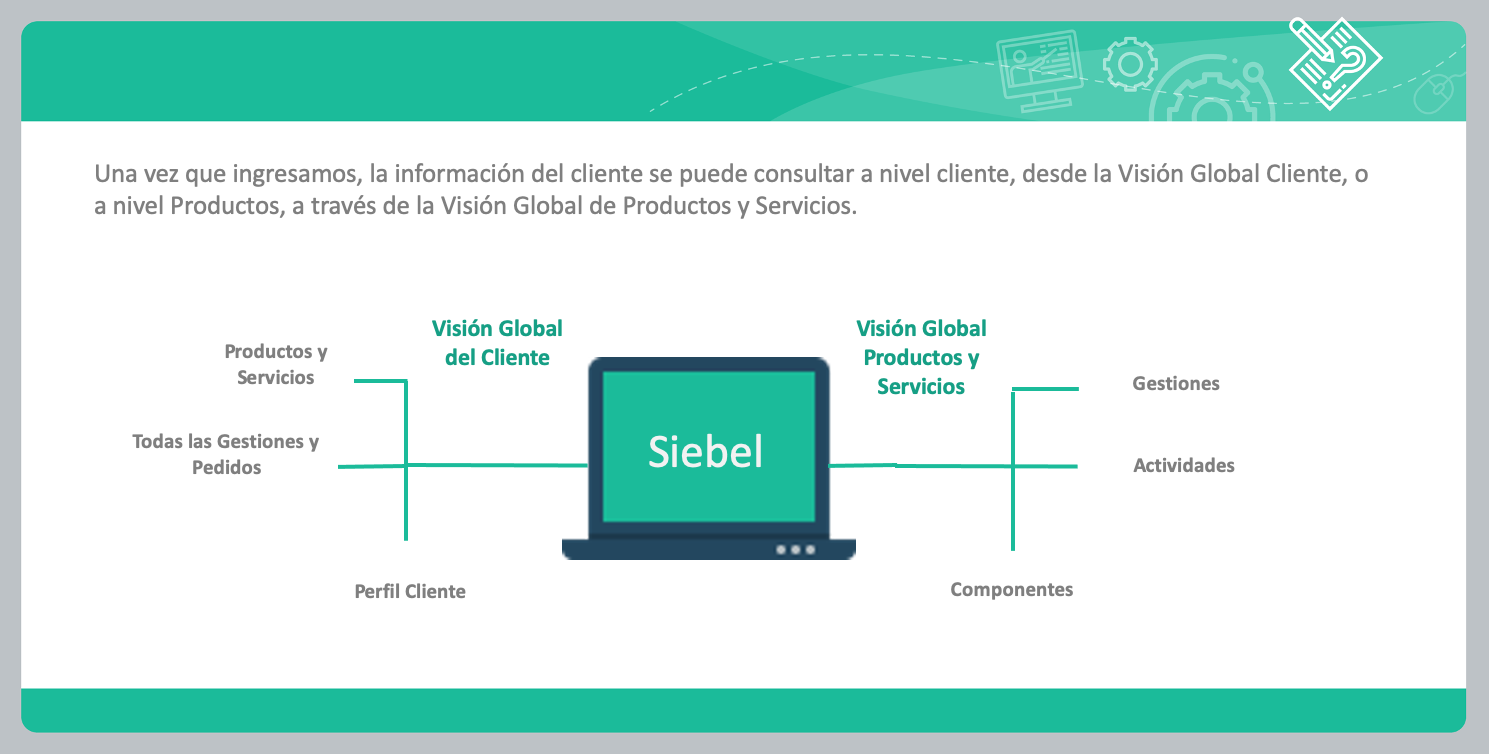 Una vez que ingresamos, la información del cliente se puede consultar a nivel cliente, desde la Visión Global Cliente, o
a nivel Productos, a través de la Visión Global de Productos y Servicios.
Visión Global
del Cliente
Productos y
Servicios
Todas las Gestiones y
Pedidos
Perfil Cliente
Siebel
Visión Global
Productos y
Servicios
Gestiones
Actividades
Componentes